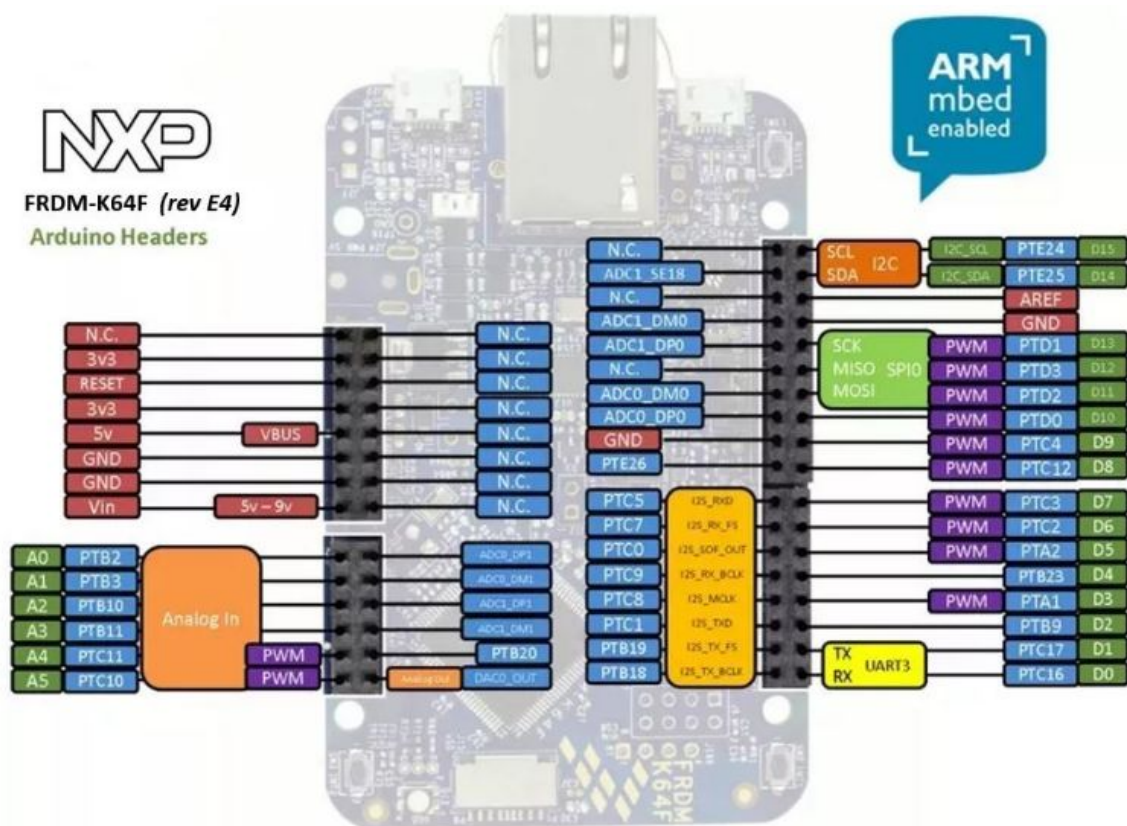 ARM
mbed
enabled
NXP
FRDM-K64F (rev E4)
Arduino Headers
N.C. SCL I2C I2C_SCL PTE24 D15
ADC1_SE18 SDA I2C_SDA PTE25 D14
N.C. AREF
ADC1_DM0 GND
ADC1_DP0 SCK PWM PTD1 D13
N.C. MISO SPI0 PWM PTD3 D12
ADC0_DM0 MOSI PWM PTD2 D11
ADC0_DP0 PWM PTD0 D10
GND PWM PTC4 D9
PTE26 PWM PTC12 D8
N.C. N.C.
3v3 N.C.
RESET N.C.
3v3 N.C.
5v VBUS N.C.
GND N.C.
GND N.C.
Vin 5v – 9v N.C.
PTC5 I2S_RXD PWM PTC3 D7
PTC7 I2S_RX_FS PWM PTC2 D6
PTC0 I2S_SOF_OUT PWM PTA2 D5
PTC9 I2S_RX_BCLK PTB23 D4
PTC8 I2S_MCLK PWM PTA1 D3
PTC1 I2S_TXD PTB9 D2
PTB19 I2S_TX_FS TX UART3 PTC17 D1
PTB18 I2S_TX_BCLK RX PTC16 D0
A0 PTB2 Analog In ADC0_DP1
A1 PTB3 ADC0_DM1
A2 PTB10 ADC1_DP1
A3 PTB11 ADC1_DM1
A4 PTC11 PWM PTB20
A5 PTC10 PWM Analog Out DAC0_OUT
FRDM
K64F